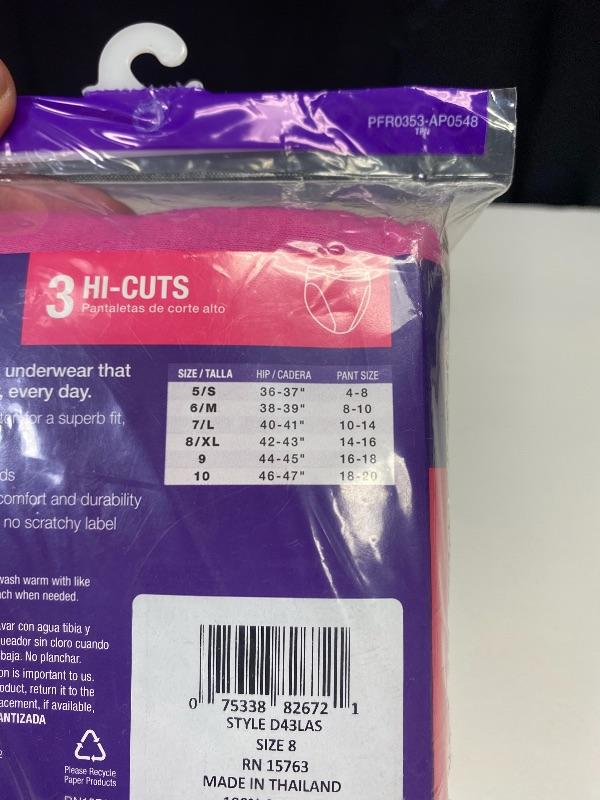 PFR0353-AP0548
TPN
3 HI-CUTS
Pantaletas de corte alto
underwear that
, every day.
for a superb fit,
ds
comfort and durability
no scratchy label
SIZE / TALLA HIP / CADERA PANT SIZE
5/S 36-37" 4-8
6/M 38-39" 8-10
7/L 40-41" 10-14
8/XL 42-43" 14-16
9 44-45" 16-18
10 46-47" 18-20
wash warm with like
ch when needed.
var con agua tibia y
queador sin cloro cuando
baja. No planchar.
on is important to us.
oduct, return it to the
acement, if available,
ANTIZADA
Please Recycle
Paper Products
0 75338 82672 1
STYLE D43LAS
SIZE 8
RN 15763
MADE IN THAILAND